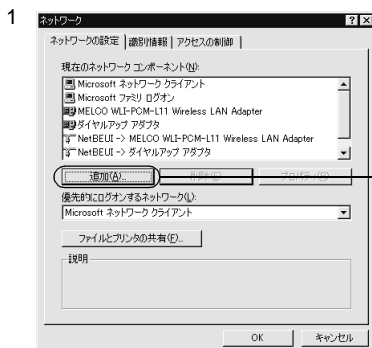 1
ネットワーク
ネットワークの設定 識別情報 アクセスの制御
現在のネットワーク コンポーネント(N):
Microsoft ネットワーク クライアント
Microsoft ファミリ ログオン
MELCO WLI-PCM-L11 Wireless LAN Adapter
ダイヤルアップ アダプタ
NetBEUI -> MELCO WLI-PCM-L11 Wireless LAN Adapter
NetBEUI -> ダイヤルアップ アダプタ
追加(A)... 削除(E) プロパティ(R)
優先的にログオンするネットワーク(L):
Microsoft ネットワーク クライアント
ファイルとプリンタの共有(F)...
説明
OK キャンセル